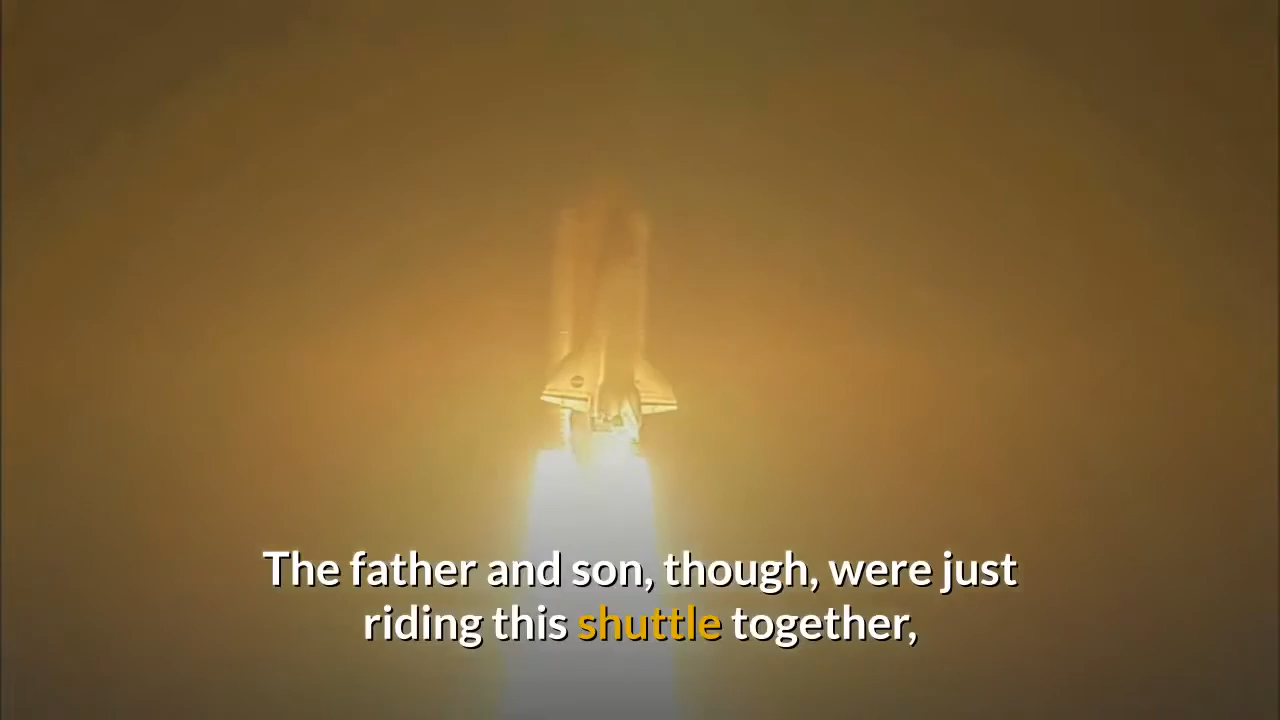 The father and son, though, were just
riding this shuttle together,